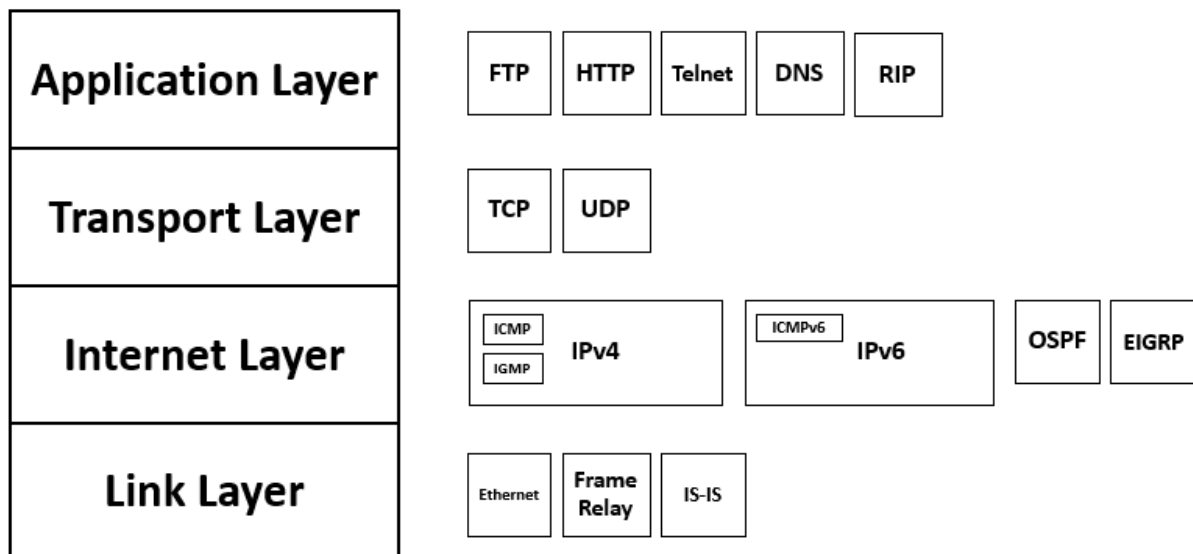 Application Layer
FTP HTTP Telnet DNS RIP
Transport Layer
TCP UDP
Internet Layer
ICMP
IGMP
IPv4
ICMPv6
IPv6
OSPF EIGRP
Link Layer
Ethernet
Frame
Relay
IS-IS